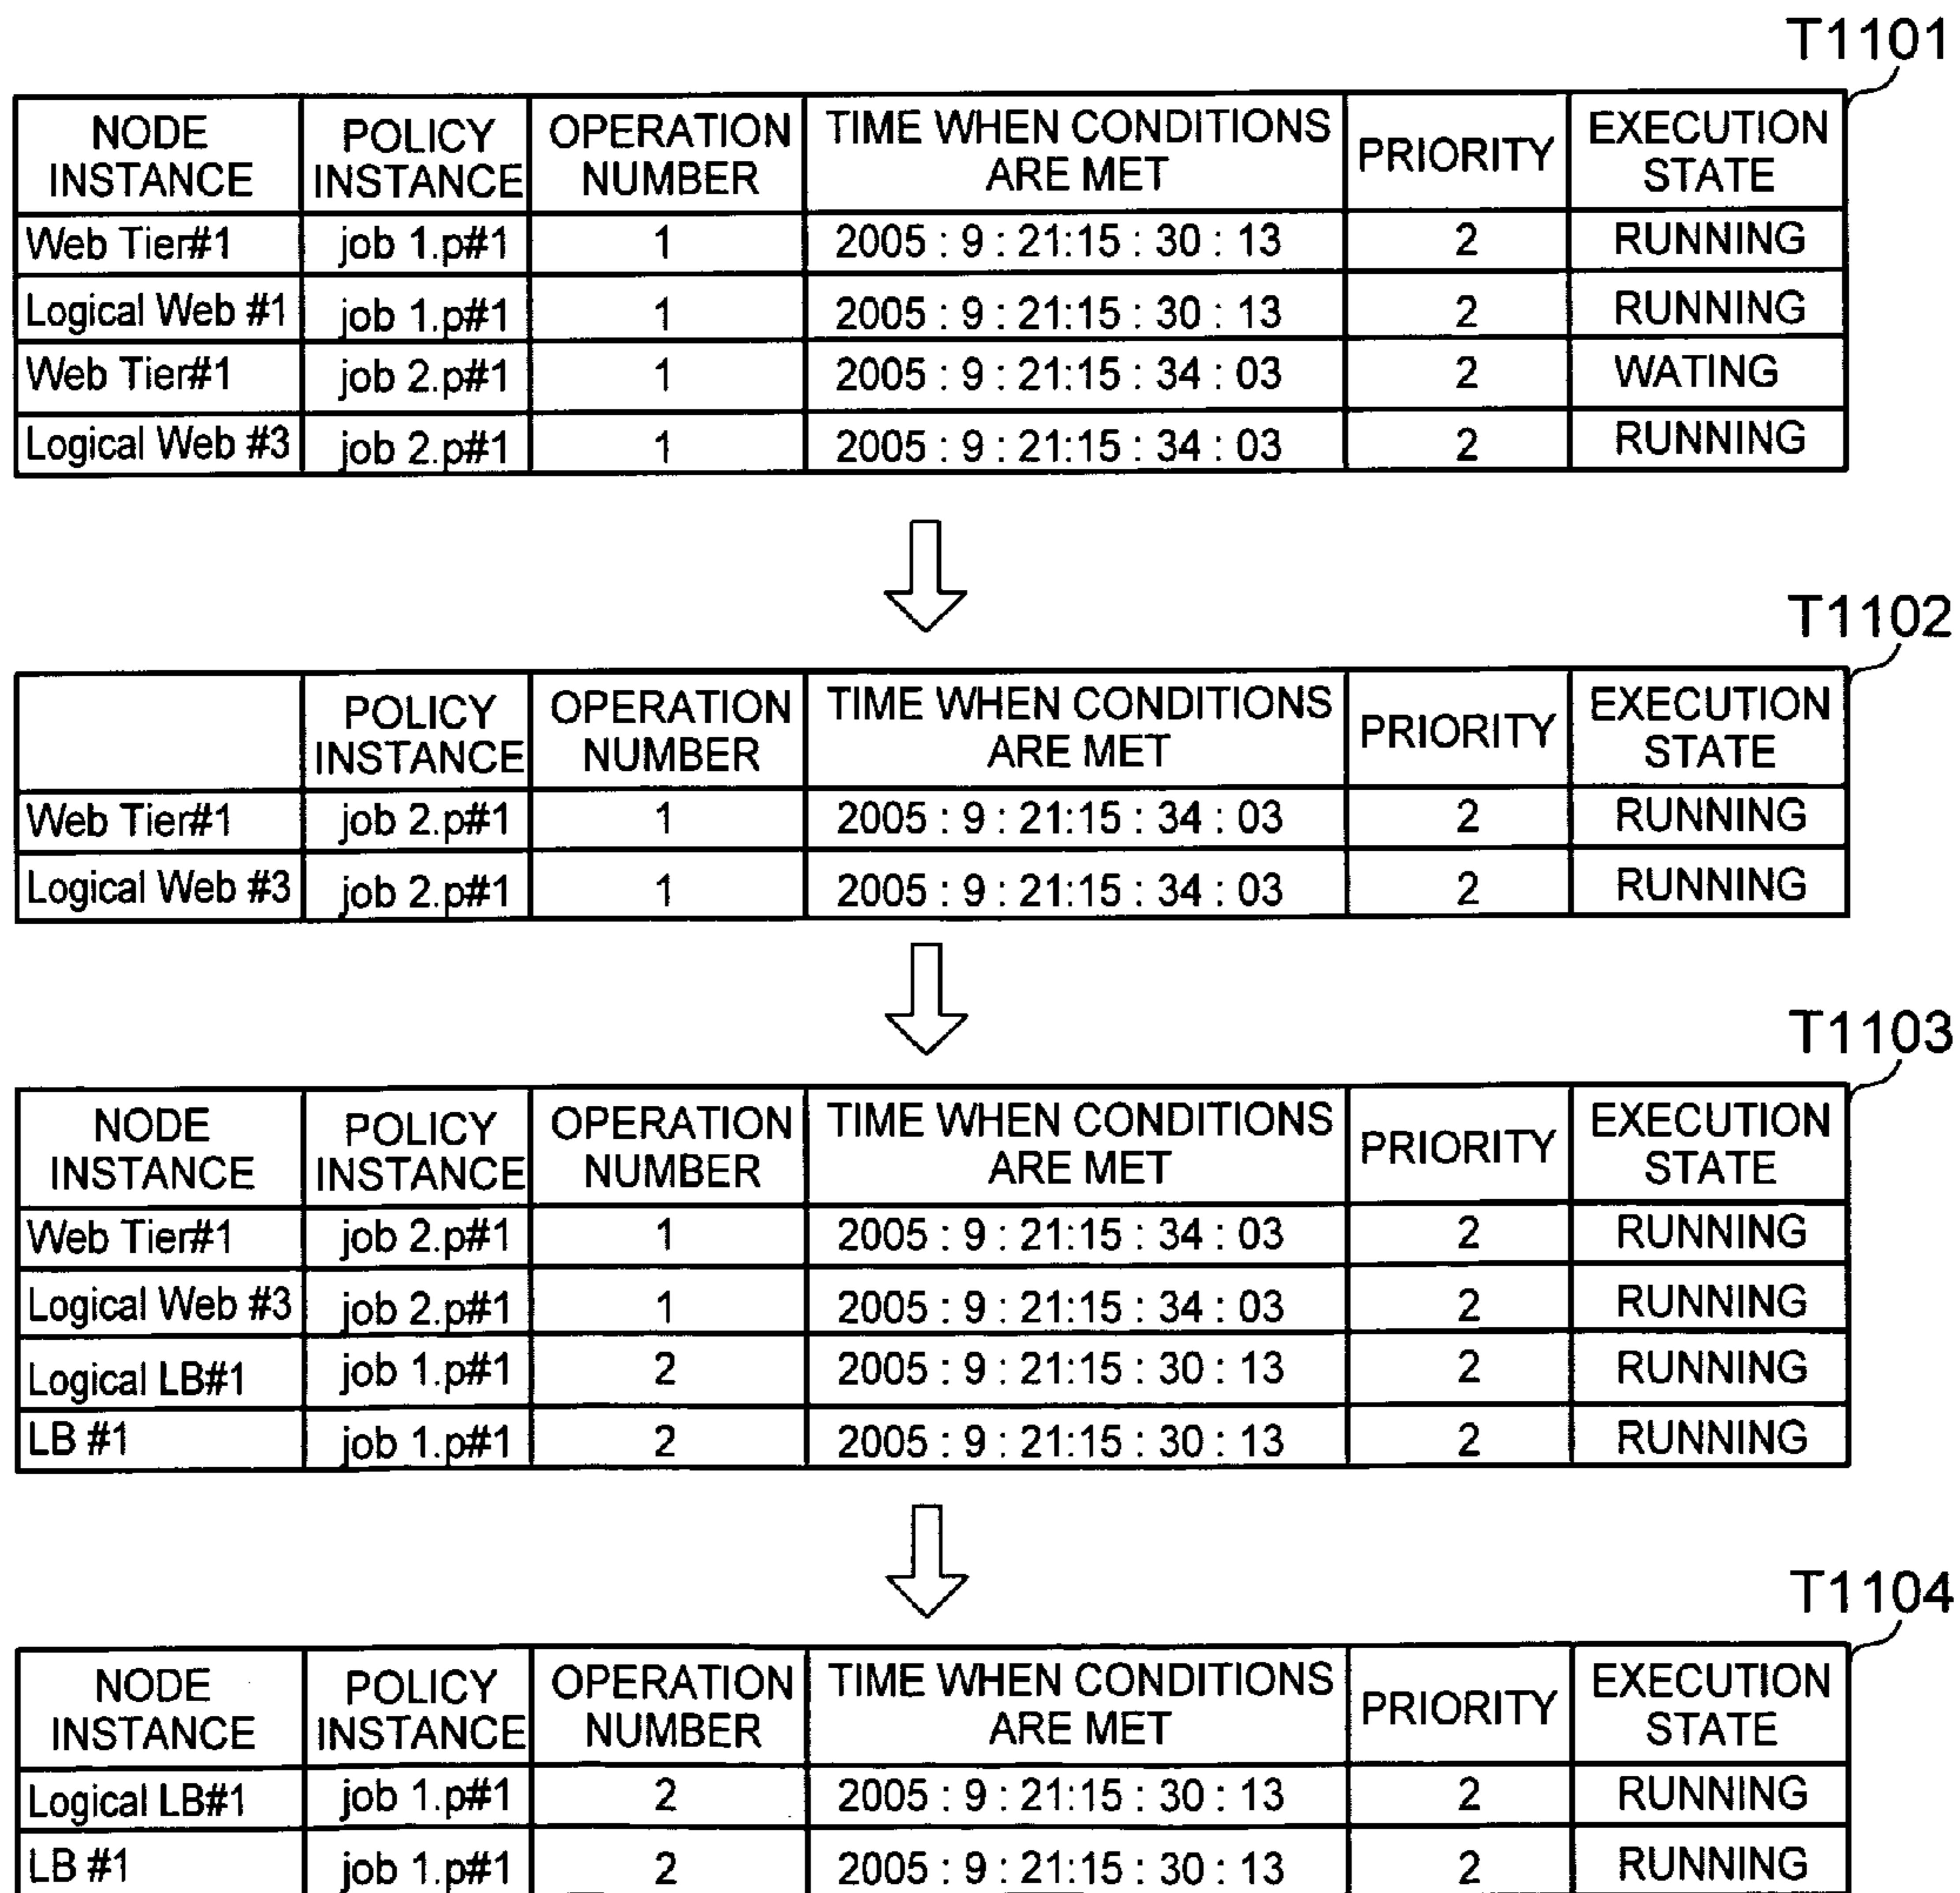 T1101
NODE INSTANCE | POLICY INSTANCE | OPERATION NUMBER | TIME WHEN CONDITIONS ARE MET | PRIORITY | EXECUTION STATE
Web Tier#1 | job 1.p#1 | 1 | 2005 : 9 : 21:15 : 30 : 13 | 2 | RUNNING
Logical Web #1 | job 1.p#1 | 1 | 2005 : 9 : 21:15 : 30 : 13 | 2 | RUNNING
Web Tier#1 | job 2.p#1 | 1 | 2005 : 9 : 21:15 : 34 : 03 | 2 | WATING
Logical Web #3 | job 2.p#1 | 1 | 2005 : 9 : 21:15 : 34 : 03 | 2 | RUNNING
T1102
POLICY INSTANCE | OPERATION NUMBER | TIME WHEN CONDITIONS ARE MET | PRIORITY | EXECUTION STATE
Web Tier#1 | job 2.p#1 | 1 | 2005 : 9 : 21:15 : 34 : 03 | 2 | RUNNING
Logical Web #3 | job 2.p#1 | 1 | 2005 : 9 : 21:15 : 34 : 03 | 2 | RUNNING
T1103
NODE INSTANCE | POLICY INSTANCE | OPERATION NUMBER | TIME WHEN CONDITIONS ARE MET | PRIORITY | EXECUTION STATE
Web Tier#1 | job 2.p#1 | 1 | 2005 : 9 : 21:15 : 34 : 03 | 2 | RUNNING
Logical Web #3 | job 2.p#1 | 1 | 2005 : 9 : 21:15 : 34 : 03 | 2 | RUNNING
Logical LB#1 | job 1.p#1 | 2 | 2005 : 9 : 21:15 : 30 : 13 | 2 | RUNNING
LB #1 | job 1.p#1 | 2 | 2005 : 9 : 21:15 : 30 : 13 | 2 | RUNNING
T1104
NODE INSTANCE | POLICY INSTANCE | OPERATION NUMBER | TIME WHEN CONDITIONS ARE MET | PRIORITY | EXECUTION STATE
Logical LB#1 | job 1.p#1 | 2 | 2005 : 9 : 21:15 : 30 : 13 | 2 | RUNNING
LB #1 | job 1.p#1 | 2 | 2005 : 9 : 21:15 : 30 : 13 | 2 | RUNNING